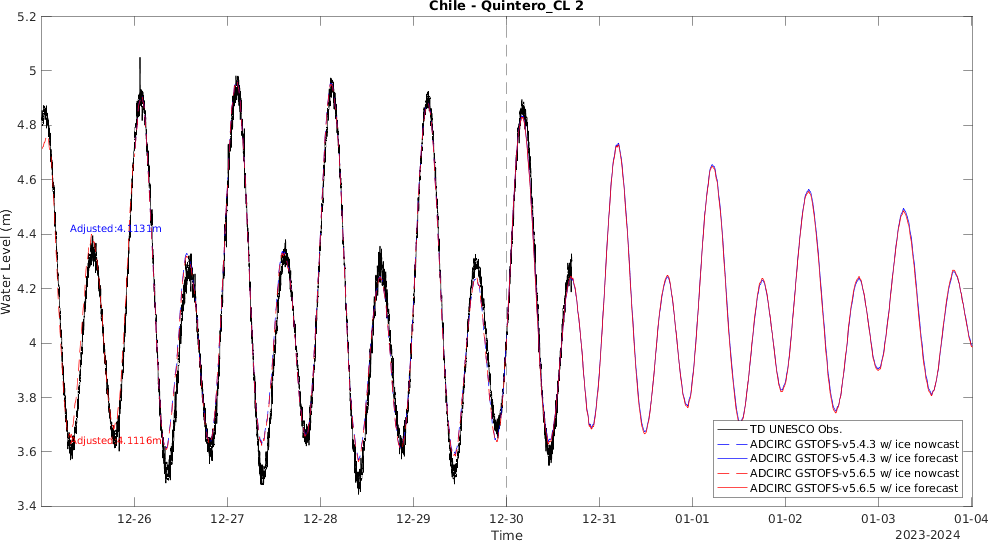 Chile - Quintero_CL 2
5.2
5
4.8
4.6
4.4
4.2
4
3.8
3.6
3.4
Water Level (m)
Adjusted:4.1131m
Adjusted:4.1116m
TD UNESCO Obs.
ADCIRC GSTOFS-v5.4.3 w/ ice nowcast
ADCIRC GSTOFS-v5.4.3 w/ ice forecast
ADCIRC GSTOFS-v5.6.5 w/ ice nowcast
ADCIRC GSTOFS-v5.6.5 w/ ice forecast
12-26 12-27 12-28 12-29 12-30 12-31 01-01 01-02 01-03 01-04
Time
2023-2024